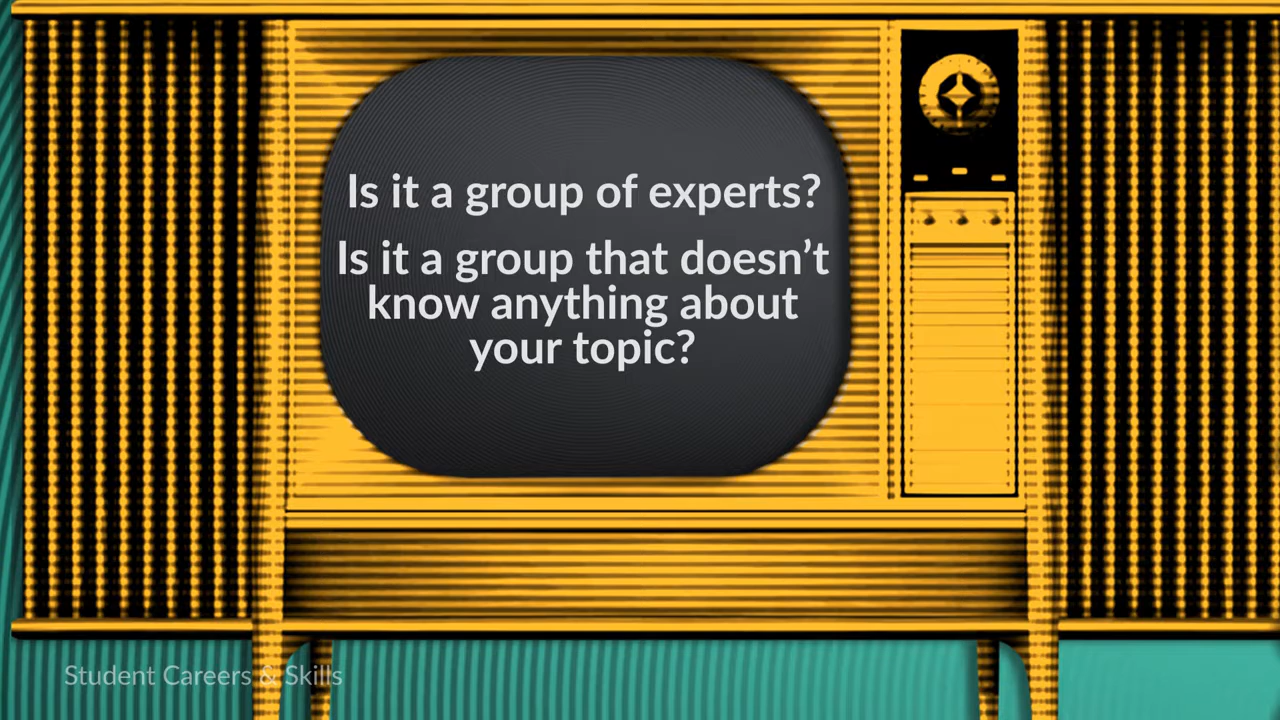 Is it a group of experts?
Is it a group that doesn’t
know anything about
your topic?
Student Careers & Skills